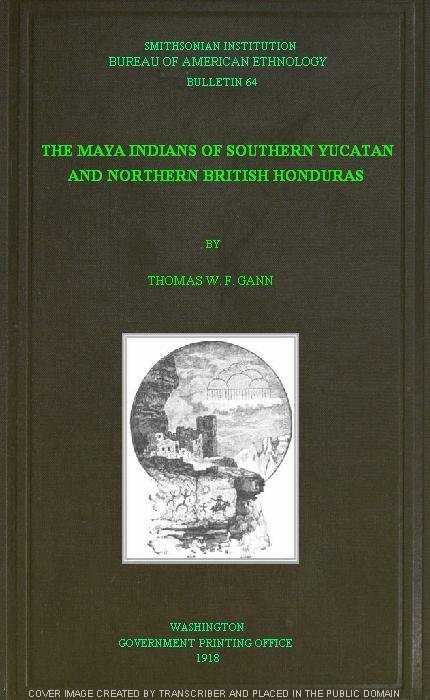 SMITHSONIAN INSTITUTION
BUREAU OF AMERICAN ETHNOLOGY
BULLETIN 64
THE MAYA INDIANS OF SOUTHERN YUCATAN
AND NORTHERN BRITISH HONDURAS
BY
THOMAS W. F. GANN
WASHINGTON
GOVERNMENT PRINTING OFFICE
1918
COVER IMAGE CREATED BY TRANSCRIBER AND PLACED IN THE PUBLIC DOMAIN